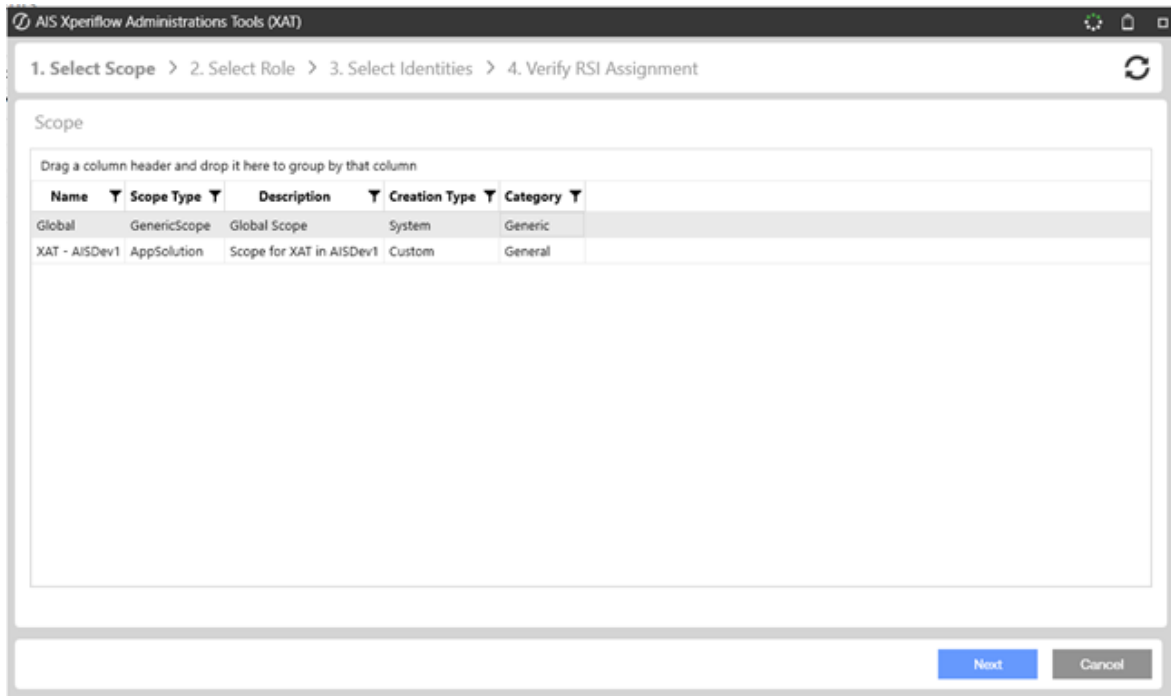 AIS Xperiflow Administrations Tools (XAT)
1. Select Scope > 2. Select Role > 3. Select Identities > 4. Verify RSI Assignment
Scope
Drag a column header and drop it here to group by that column
Name Scope Type Description Creation Type Category
Global GenericScope Global Scope System Generic
XAT - AISDev1 AppSolution Scope for XAT in AISDev1 Custom General
Next Cancel